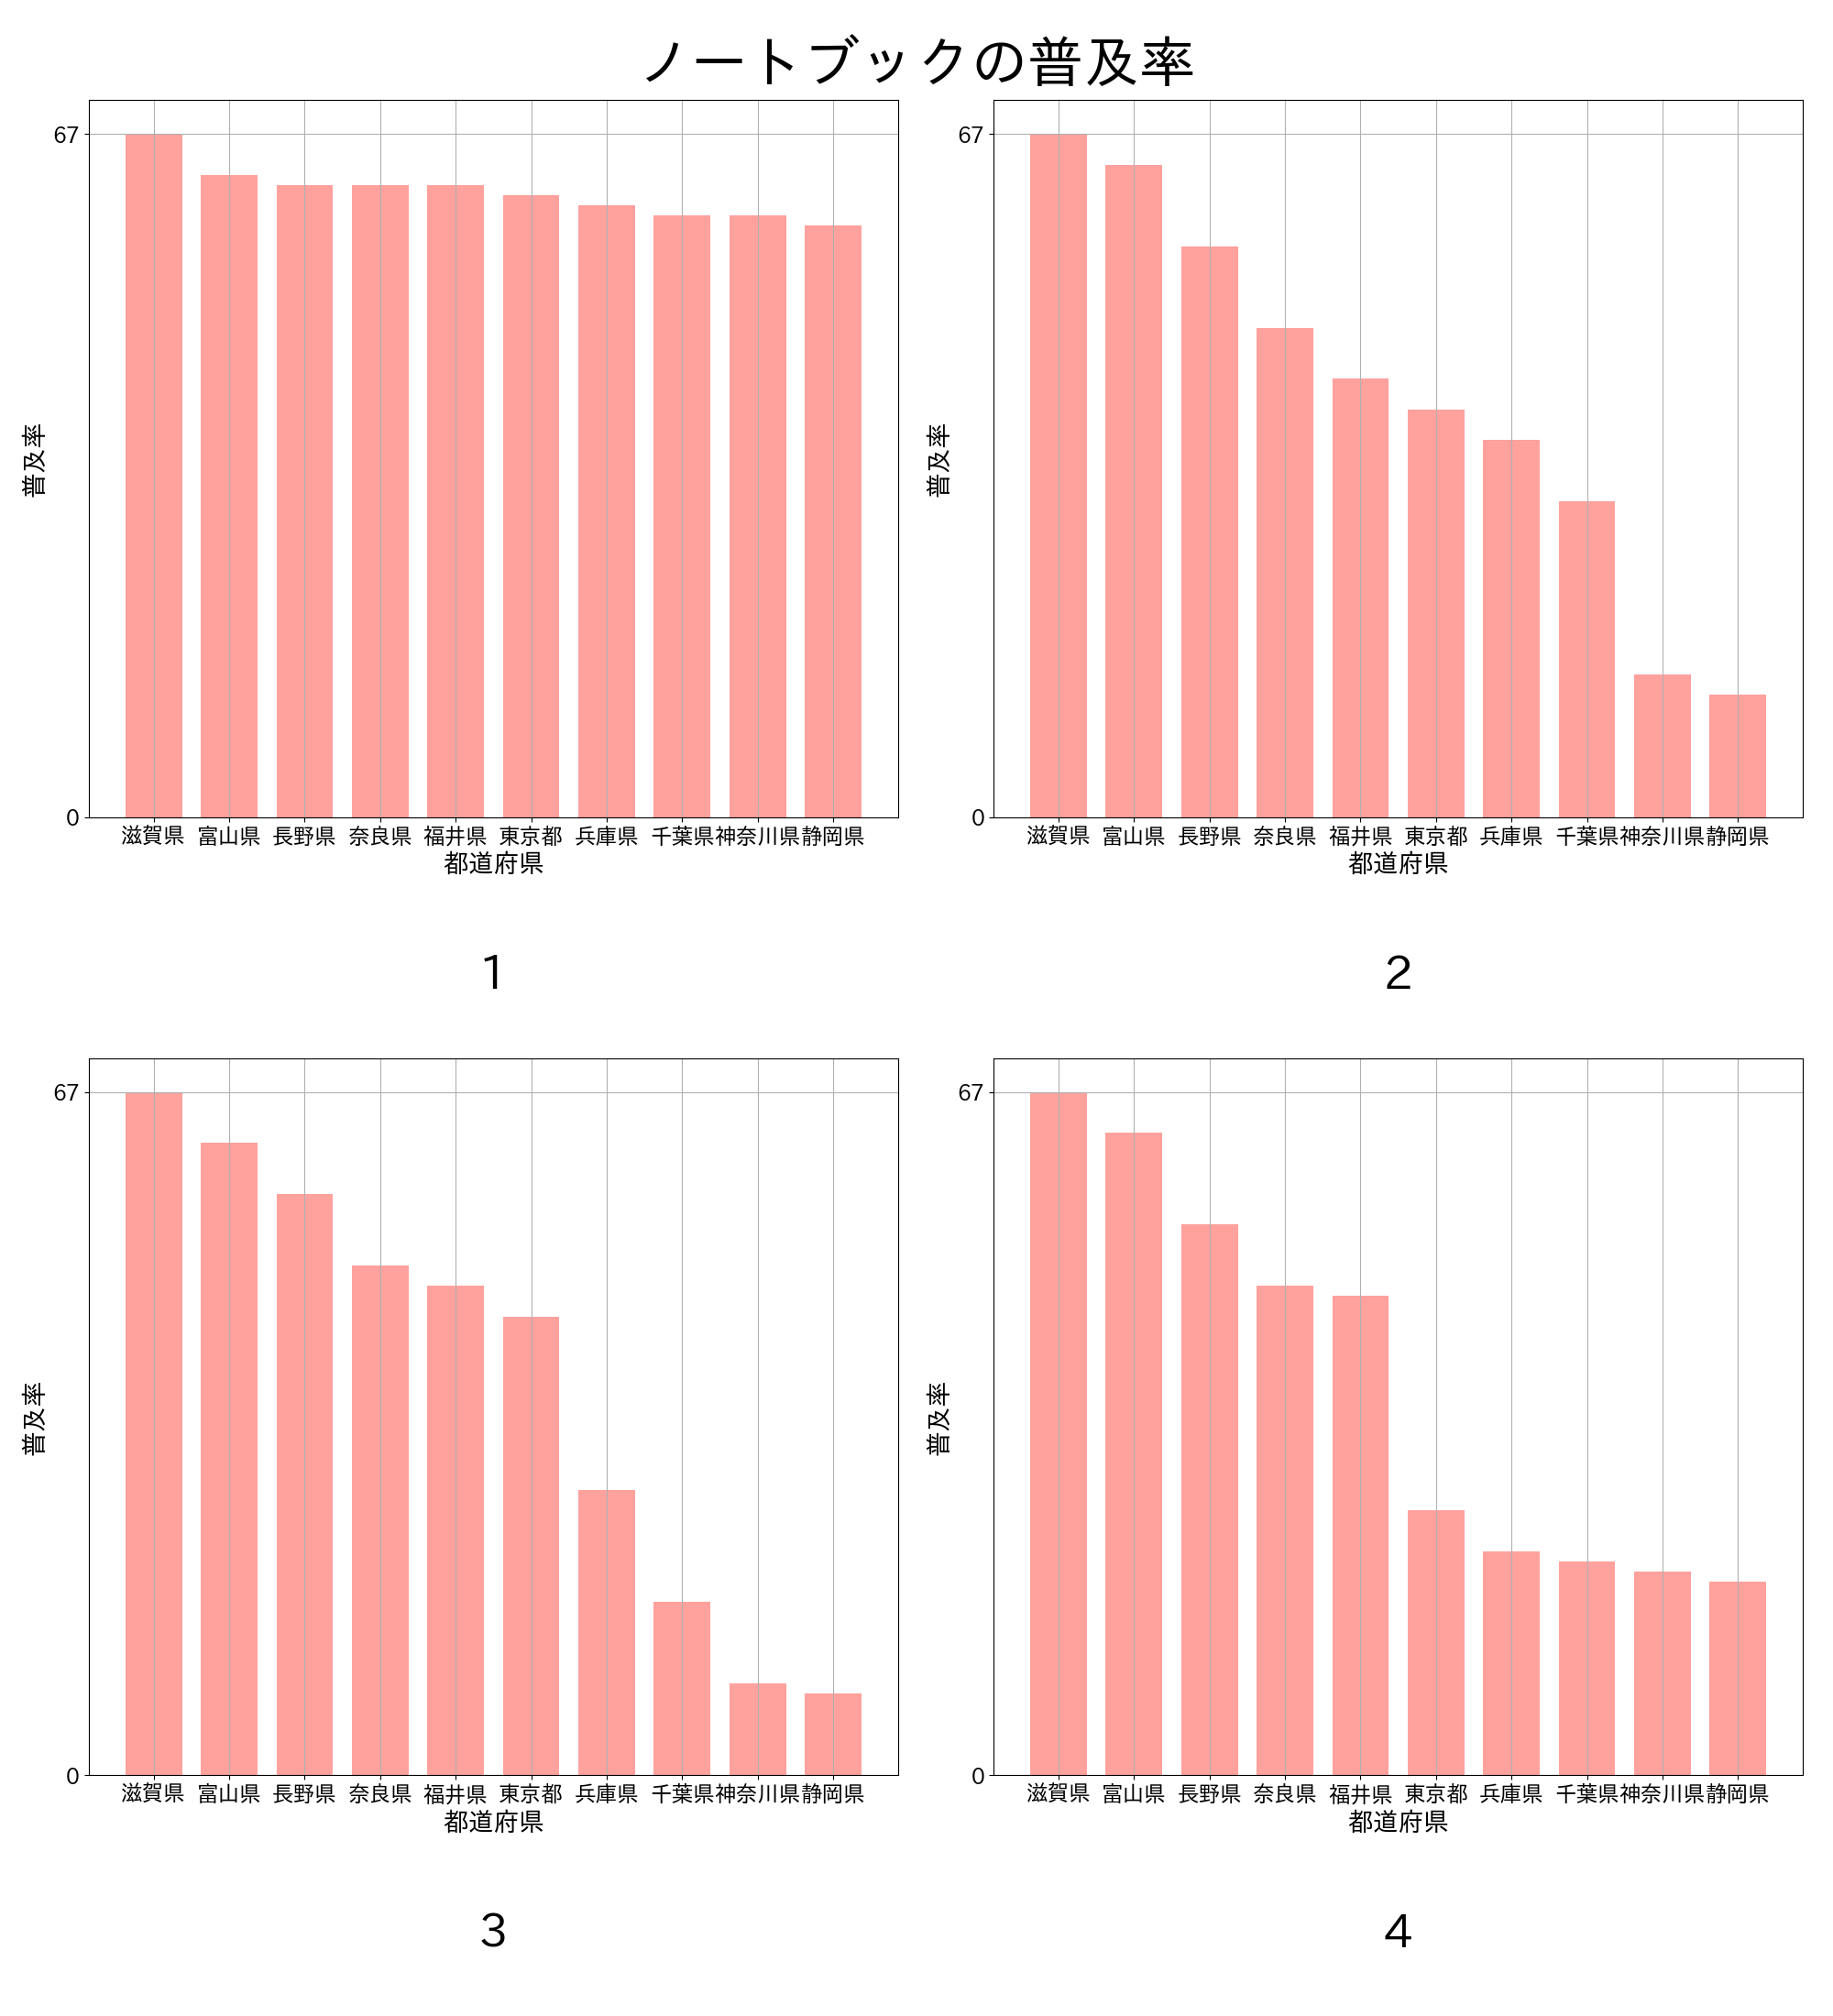 ノートブックの普及率
67
0
普及率
滋賀県 富山県 長野県 奈良県 福井県 東京都 兵庫県 千葉県 神奈川県 静岡県
都道府県
1
67
0
普及率
滋賀県 富山県 長野県 奈良県 福井県 東京都 兵庫県 千葉県 神奈川県 静岡県
都道府県
2
67
0
普及率
滋賀県 富山県 長野県 奈良県 福井県 東京都 兵庫県 千葉県 神奈川県 静岡県
都道府県
3
67
0
普及率
滋賀県 富山県 長野県 奈良県 福井県 東京都 兵庫県 千葉県 神奈川県 静岡県
都道府県
4